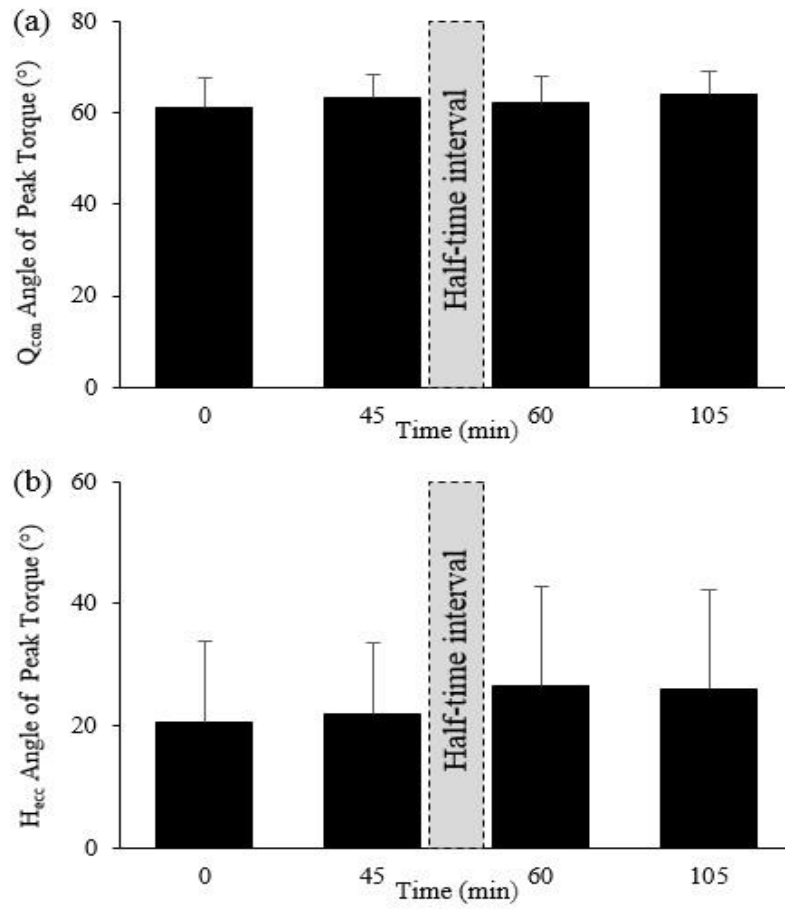 (a)
Qcon Angle of Peak Torque (°)
80
60
40
20
0
Half-time interval
0 45 60 105
Time (min)
(b)
Hecc Angle of Peak Torque (°)
60
40
20
0
Half-time interval
0 45 60 105
Time (min)